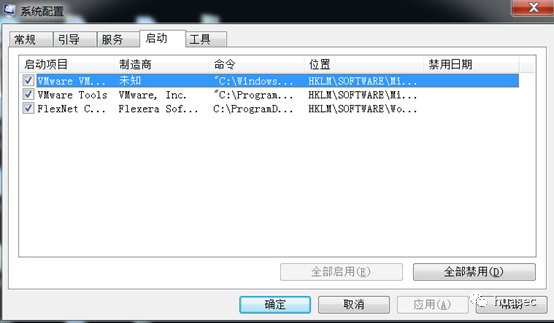 系统配置
常规 引导 服务 启动 工具
启动项目 制造商 命令 位置 禁用日期
VMware VM... 未知 "C:\Windows... HKLM\SOFTWARE\Mi...
VMware Tools VMware, Inc. "C:\Program... HKLM\SOFTWARE\Mi...
FlexNet C... Flexera Sof... C:\ProgramD... HKLM\SOFTWARE\Wo...
全部启用(E) 全部禁用(D)
确定 取消 应用(A) 帮助
huasec